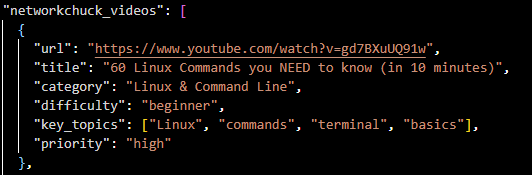 "networkchuck_videos": [
{
"url": "https://www.youtube.com/watch?v=gd7BXuUQ91w",
"title": "60 Linux Commands you NEED to know (in 10 minutes)",
"category": "Linux & Command Line",
"difficulty": "beginner",
"key_topics": ["Linux", "commands", "terminal", "basics"],
"priority": "high"
},